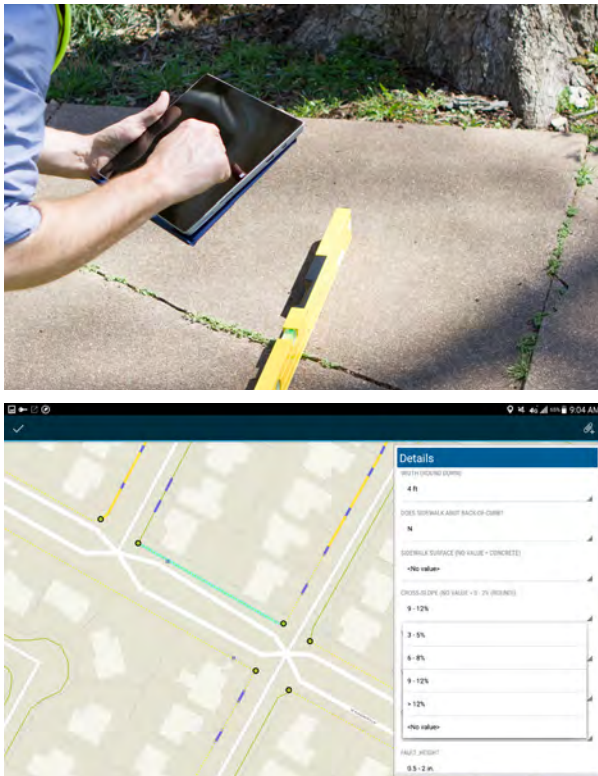 9:04 AM
Details
WIDTH (ROUND DOWN)
4 ft
DOES SIDEWALK ABUT BACK-OF-CURB?
N
SIDEWALK SURFACE (NO VALUE = CONCRETE)
<No value>
CROSS-SLOPE (NO VALUE = 0 - 2% (ROUND))
9 - 12%
3 - 5%
6 - 8%
9 - 12%
> 12%
<No value>
FAULT_HEIGHT
0.5 - 2 in.